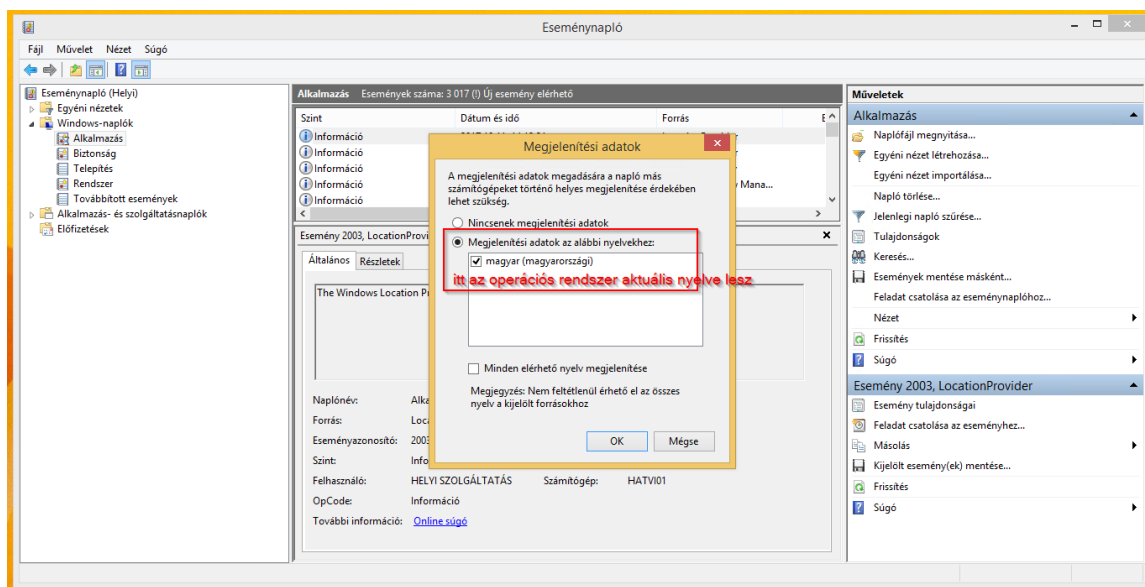 Eseménynapló
Fájl Művelet Nézet Súgó
Eseménynapló (Helyi)
Egyéni nézetek
Windows-naplók
Alkalmazás
Biztonság
Telepítés
Rendszer
Továbbított események
Alkalmazás- és szolgáltatásnaplók
Előfizetések
Alkalmazás Események száma: 3 017 (!) Új esemény elérhető
Szint Dátum és idő Forrás
Információ
Információ
Információ
Információ
Információ
Esemény 2003, LocationProvi
Általános Részletek
The Windows Location P
Naplónév: Alka
Forrás: Loca
Eseményazonosító: 2003
Szint: Info
Felhasználó: HELYI SZOLGÁLTATÁS Számítógép: HATVI01
OpCode: Információ
További információ: Online súgó
Megjelenítési adatok
A megjelenítési adatok megadására a napló más
számítógépeket történő helyes megjelenítése érdekében
lehet szükség.
Nincsenek megjelenítési adatok
Megjelenítési adatok az alábbi nyelvekhez:
magyar (magyarországi)
itt az operációs rendszer aktuális nyelve lesz
Minden elérhető nyelv megjelenítése
Megjegyzés: Nem feltétlenül érhető el az összes
nyelv a kijelölt forrásokhoz
OK Mégse
Műveletek
Alkalmazás
Naplófájl megnyitása...
Egyéni nézet létrehozása...
Egyéni nézet importálása...
Napló törlése...
Jelenlegi napló szűrése...
Tulajdonságok
Keresés...
Események mentése másként...
Feladat csatolása az eseménynaplóhoz...
Nézet
Frissítés
Súgó
Esemény 2003, LocationProvider
Esemény tulajdonságai
Feladat csatolása az eseményhez...
Másolás
Kijelölt esemény(ek) mentése...
Frissítés
Súgó